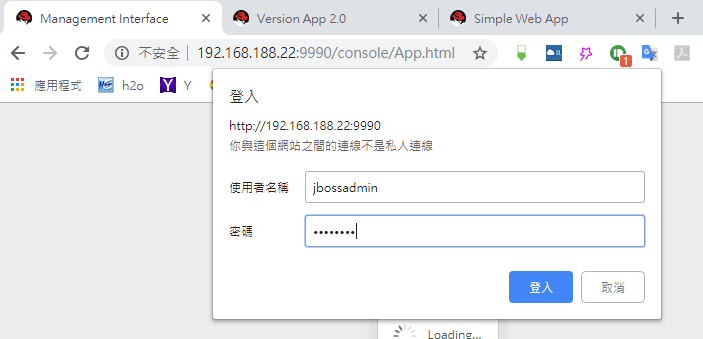 Management Interface
Version App 2.0
Simple Web App
不安全
192.168.188.22:9990/console/App.html
1
應用程式
h2o
Y
登入
http://192.168.188.22:9990
你與這個網站之間的連線不是私人連線
使用者名稱
jbossadmin
密碼
••••••••
登入
取消
Loading...